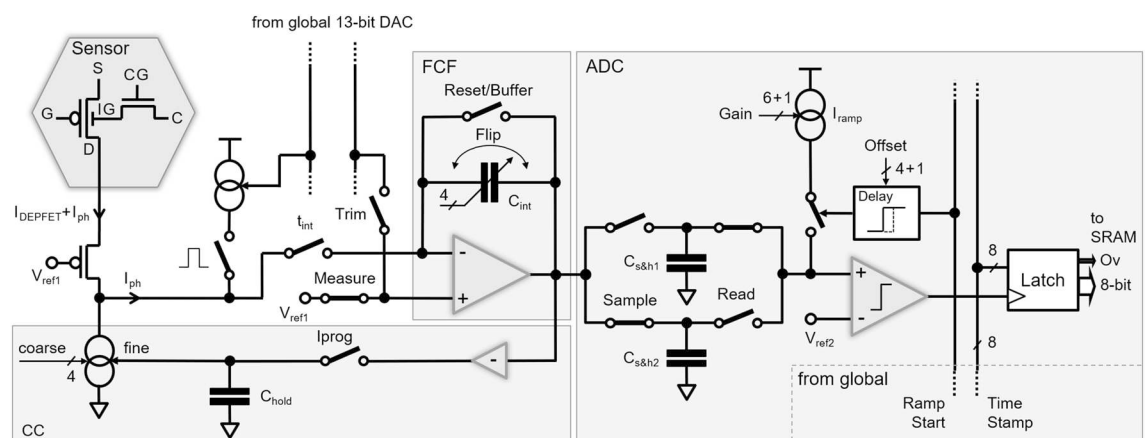 from global 13-bit DAC
Sensor
S
CG
G
IG
C
D
FCF
Reset/Buffer
Flip
4
Cint
ADC
6+1
Gain
Iramp
Offset
4+1
Delay
IDEPFET+Iph
Vref1
Iph
tint
Trim
Measure
Vref1
-
+
Cs&h1
Sample
Read
Cs&h2
+
-
Vref2
8
Latch
to
SRAM
Ov
8-bit
8
coarse
4
fine
Iprog
-
Chold
CC
from global
Ramp
Start
Time
Stamp